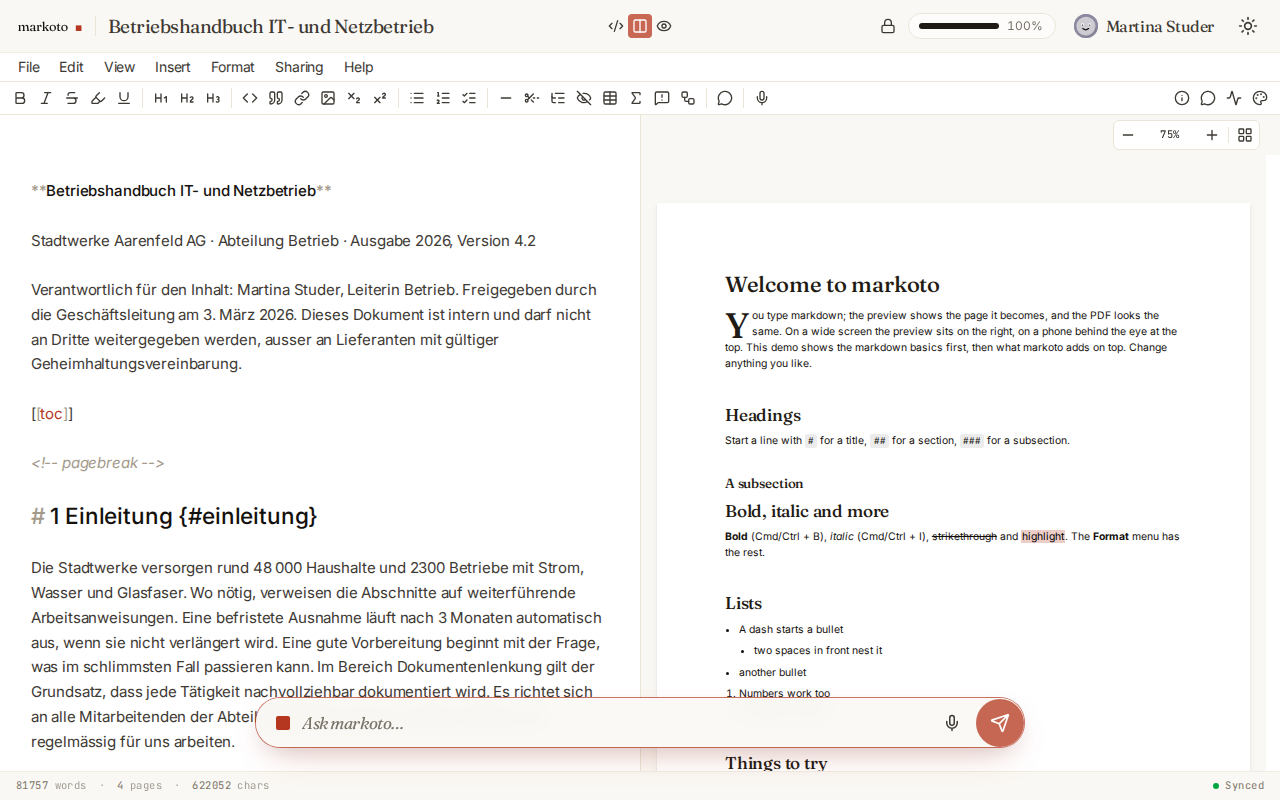 markoto
Betriebshandbuch IT- und Netzbetrieb
100%
Martina Studer
File Edit View Insert Format Sharing Help
H1 H2 H3 x2 x2
75%
**Betriebshandbuch IT- und Netzbetrieb**
Stadtwerke Aarenfeld AG · Abteilung Betrieb · Ausgabe 2026, Version 4.2
Verantwortlich für den Inhalt: Martina Studer, Leiterin Betrieb. Freigegeben durch
die Geschäftsleitung am 3. März 2026. Dieses Dokument ist intern und darf nicht
an Dritte weitergegeben werden, ausser an Lieferanten mit gültiger
Geheimhaltungsvereinbarung.
[[toc]]
<!-- pagebreak -->
# 1 Einleitung {#einleitung}
Die Stadtwerke versorgen rund 48 000 Haushalte und 2300 Betriebe mit Strom,
Wasser und Glasfaser. Wo nötig, verweisen die Abschnitte auf weiterführende
Arbeitsanweisungen. Eine befristete Ausnahme läuft nach 3 Monaten automatisch
aus, wenn sie nicht verlängert wird. Eine gute Vorbereitung beginnt mit der Frage,
was im schlimmsten Fall passieren kann. Im Bereich Dokumentenlenkung gilt der
Grundsatz, dass jede Tätigkeit nachvollziehbar dokumentiert wird. Es richtet sich
an alle Mitarbeitenden der
regelmässig für uns arbeiten.
Welcome to markoto
You type markdown; the preview shows the page it becomes, and the PDF looks the
same. On a wide screen the preview sits on the right, on a phone behind the eye at the
top. This demo shows the markdown basics first, then what markoto adds on top. Change
anything you like.
Headings
Start a line with # for a title, ## for a section, ### for a subsection.
A subsection
Bold, italic and more
Bold (Cmd/Ctrl + B), italic (Cmd/Ctrl + I), strikethrough and highlight. The Format menu has
the rest.
Lists
• A dash starts a bullet
• two spaces in front nest it
• another bullet
1. Numbers work too
Things to try
Ask markoto...
81757 words · 4 pages · 622052 chars
Synced